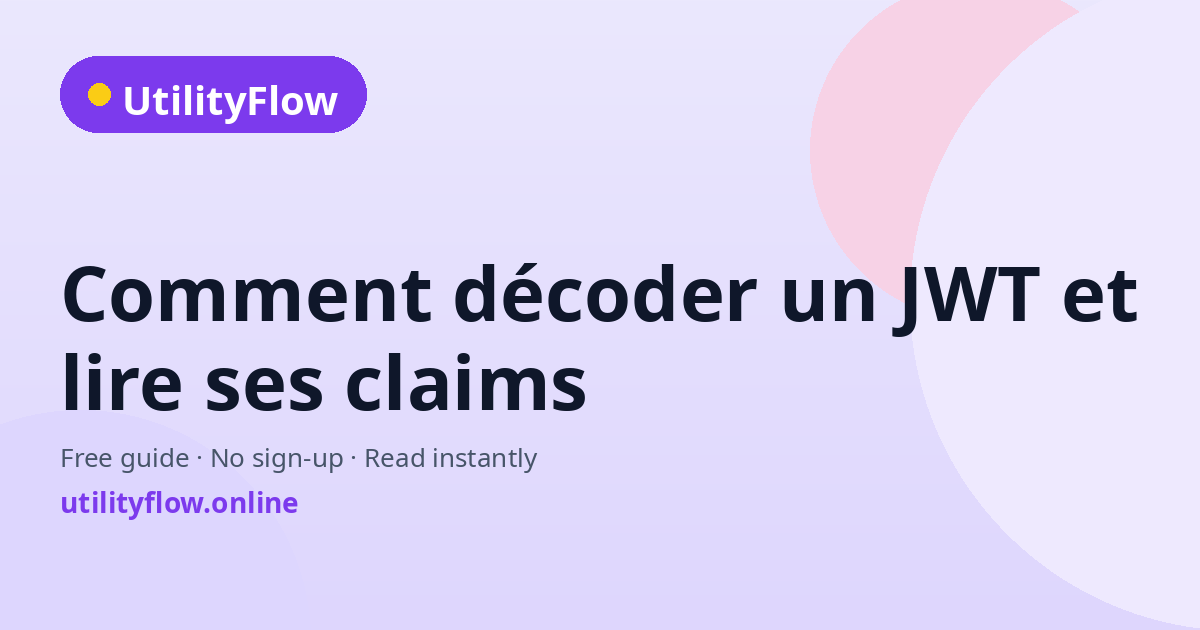 UtilityFlow
Comment décoder un JWT et
lire ses claims
Free guide · No sign-up · Read instantly
utilityflow.online